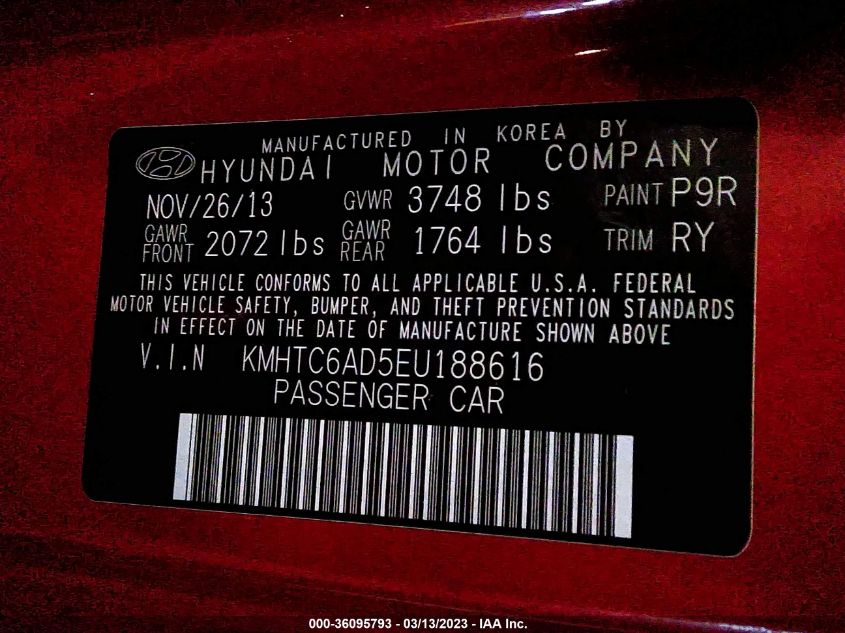 MANUFACTURED IN KOREA BY
HYUNDAI MOTOR COMPANY
NOV/26/13 GVWR 3748 lbs PAINT P9R
GAWR FRONT 2072 lbs GAWR REAR 1764 lbs TRIM RY
THIS VEHICLE CONFORMS TO ALL APPLICABLE U.S.A. FEDERAL
MOTOR VEHICLE SAFETY, BUMPER, AND THEFT PREVENTION STANDARDS
IN EFFECT ON THE DATE OF MANUFACTURE SHOWN ABOVE
V.I.N KMHTC6AD5EU188616
PASSENGER CAR
000-36095793 - 03/13/2023 - IAA Inc.